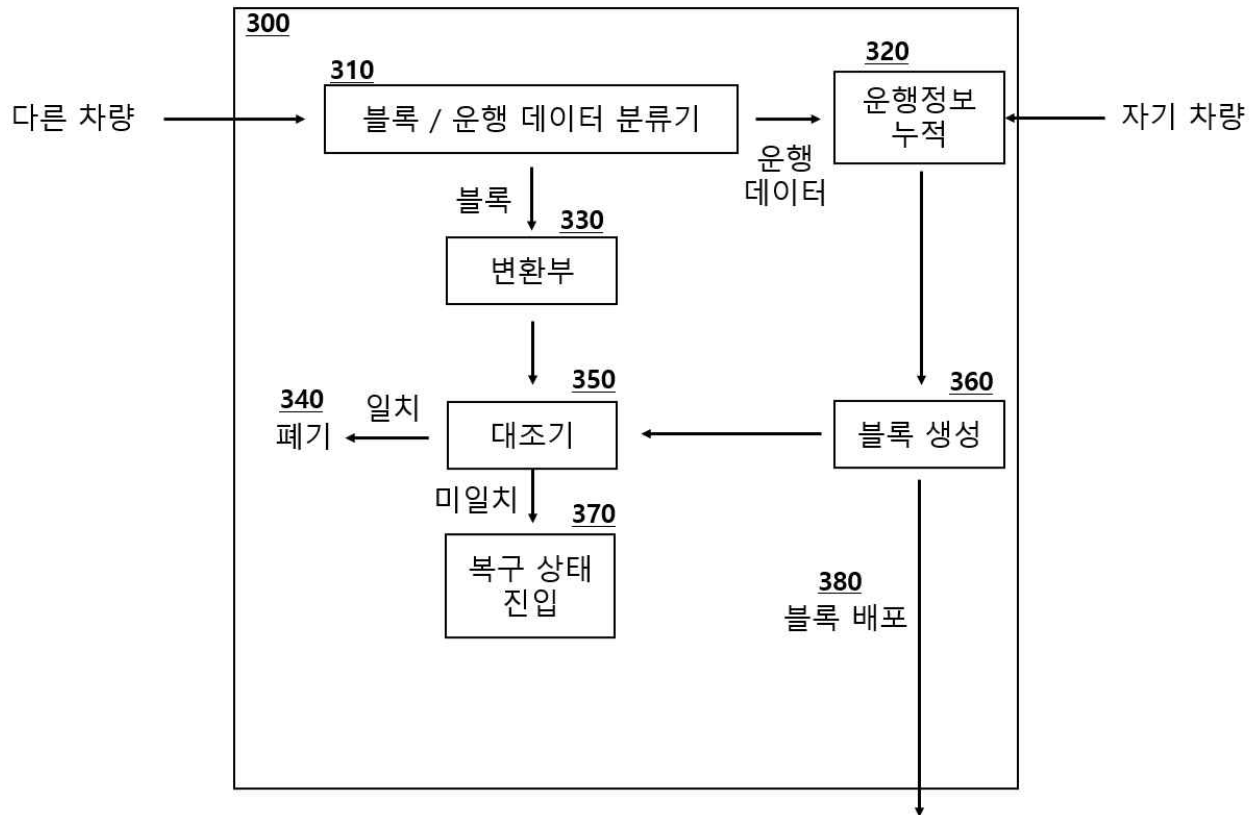 300
310
320
다른 차량
블록 / 운행 데이터 분류기
운행정보
누적
자기 차량
운행
데이터
블록
330
변환부
350
360
340
일치
폐기
대조기
블록 생성
미일치
370
복구 상태
진입
380
블록 배포